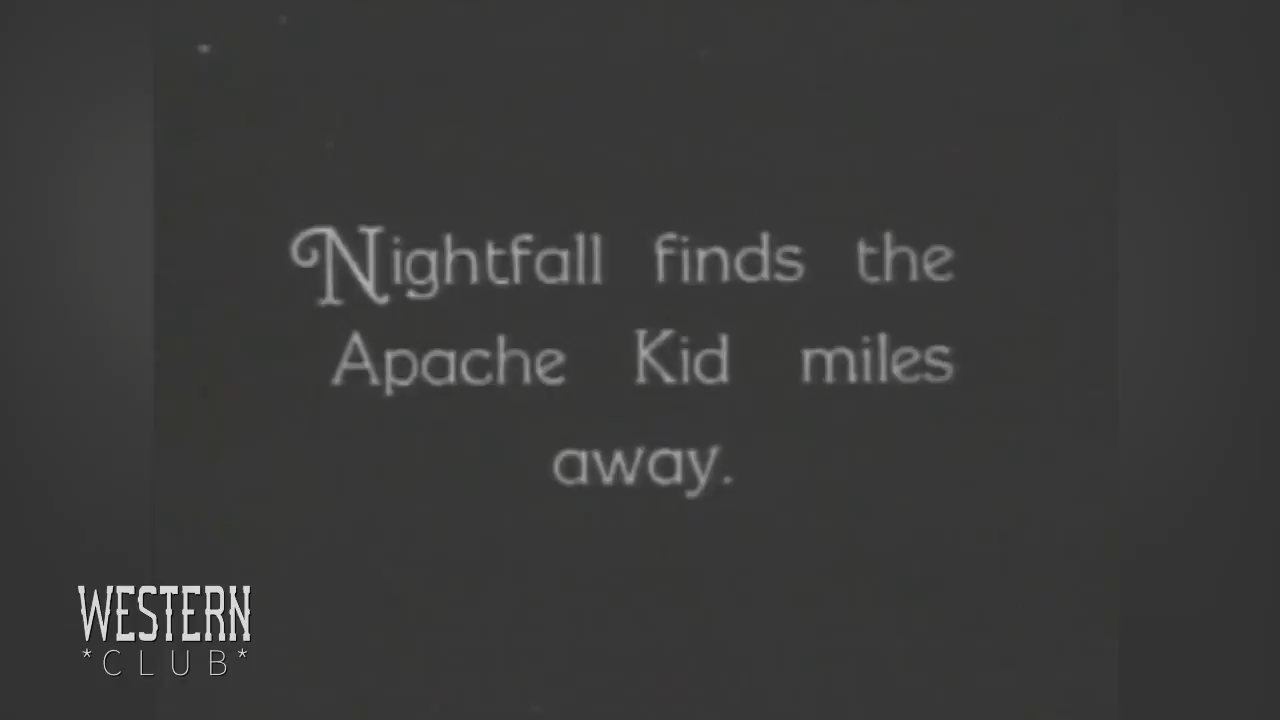 Nightfall finds the
Apache Kid miles
away.
WESTERN
*CLUB*